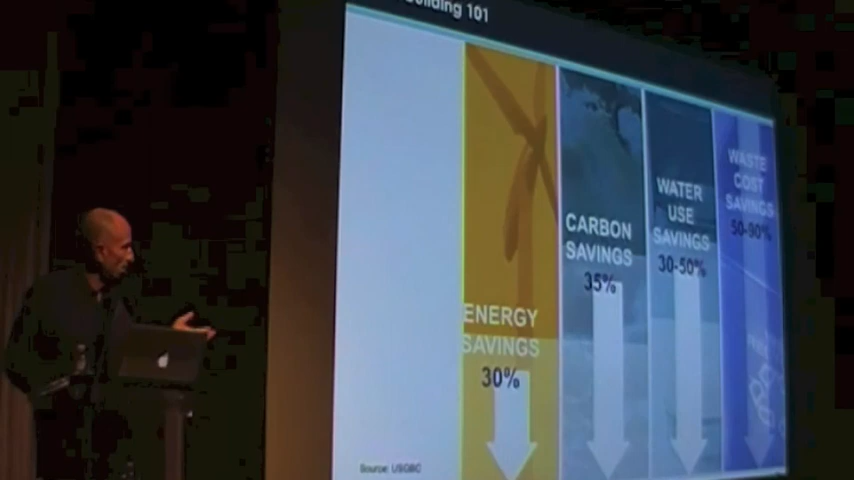 Building 101
ENERGY
SAVINGS
30%
CARBON
SAVINGS
35%
WATER
USE
SAVINGS
30-50%
WASTE
COST
SAVINGS
50-90%
Source: USGBC